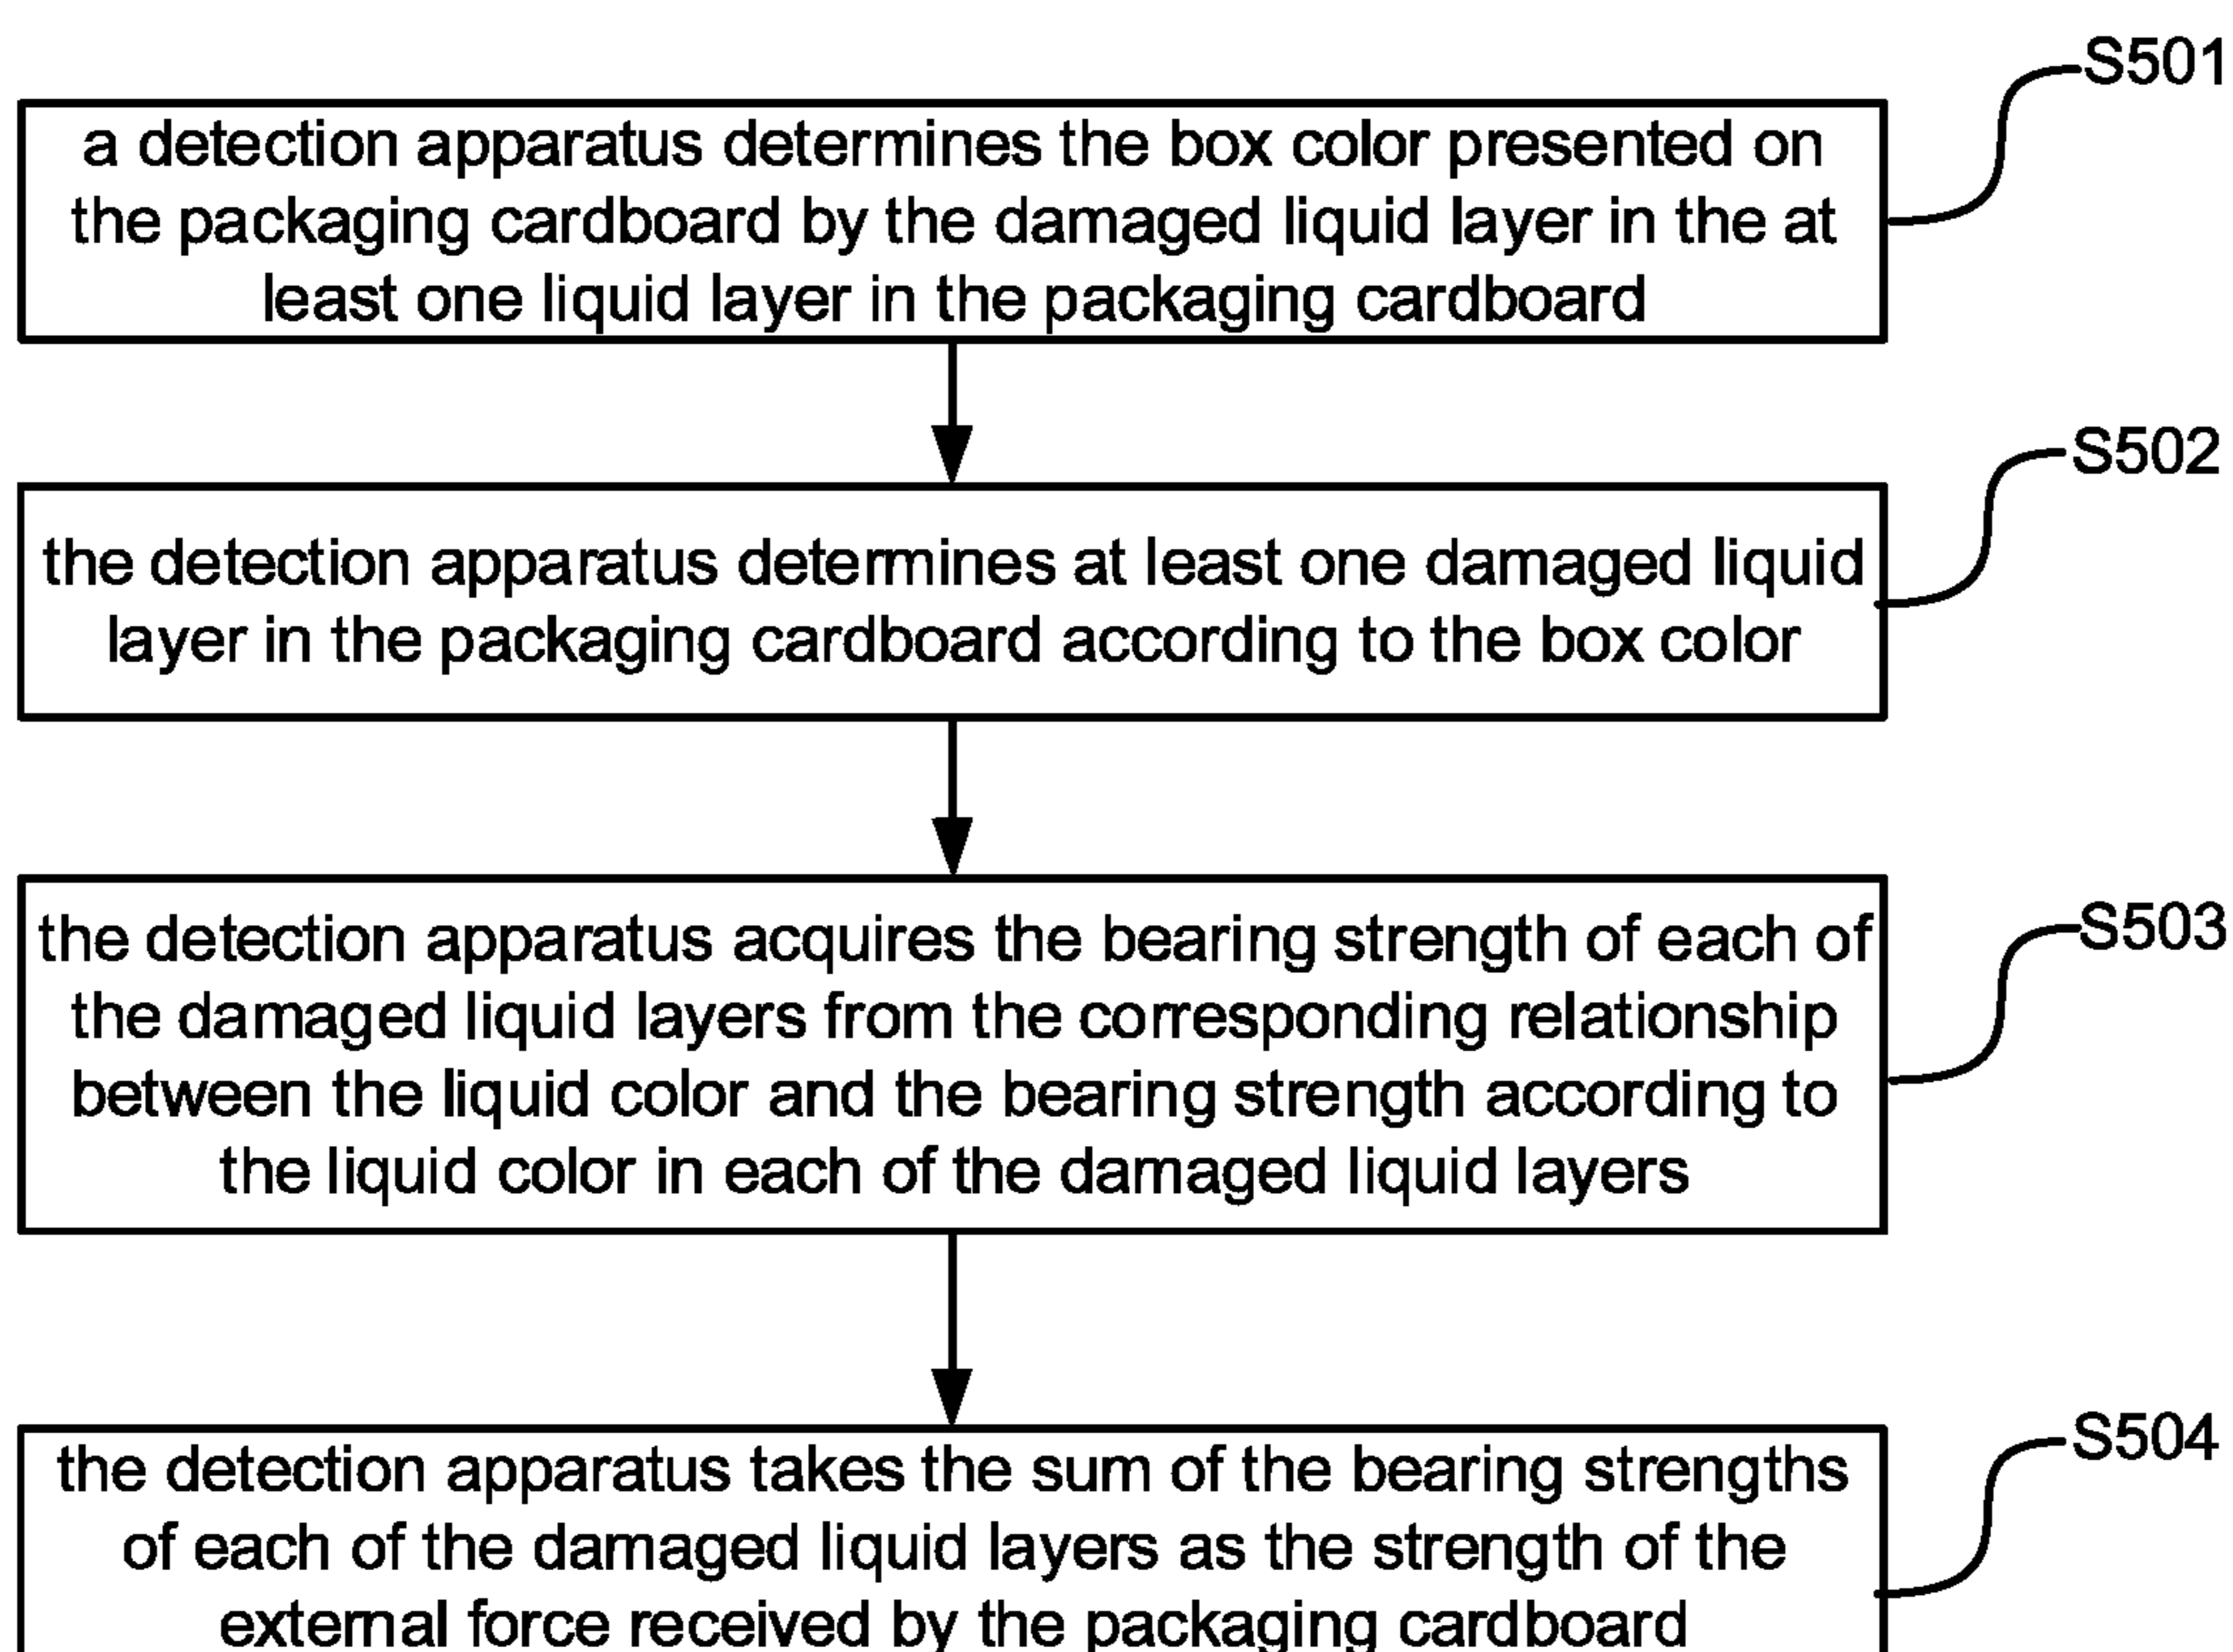 S501
a detection apparatus determines the box color presented on
the packaging cardboard by the damaged liquid layer in the at
least one liquid layer in the packaging cardboard
S502
the detection apparatus determines at least one damaged liquid
layer in the packaging cardboard according to the box color
S503
the detection apparatus acquires the bearing strength of each of
the damaged liquid layers from the corresponding relationship
between the liquid color and the bearing strength according to
the liquid color in each of the damaged liquid layers
S504
the detection apparatus takes the sum of the bearing strengths
of each of the damaged liquid layers as the strength of the
external force received by the packaging cardboard